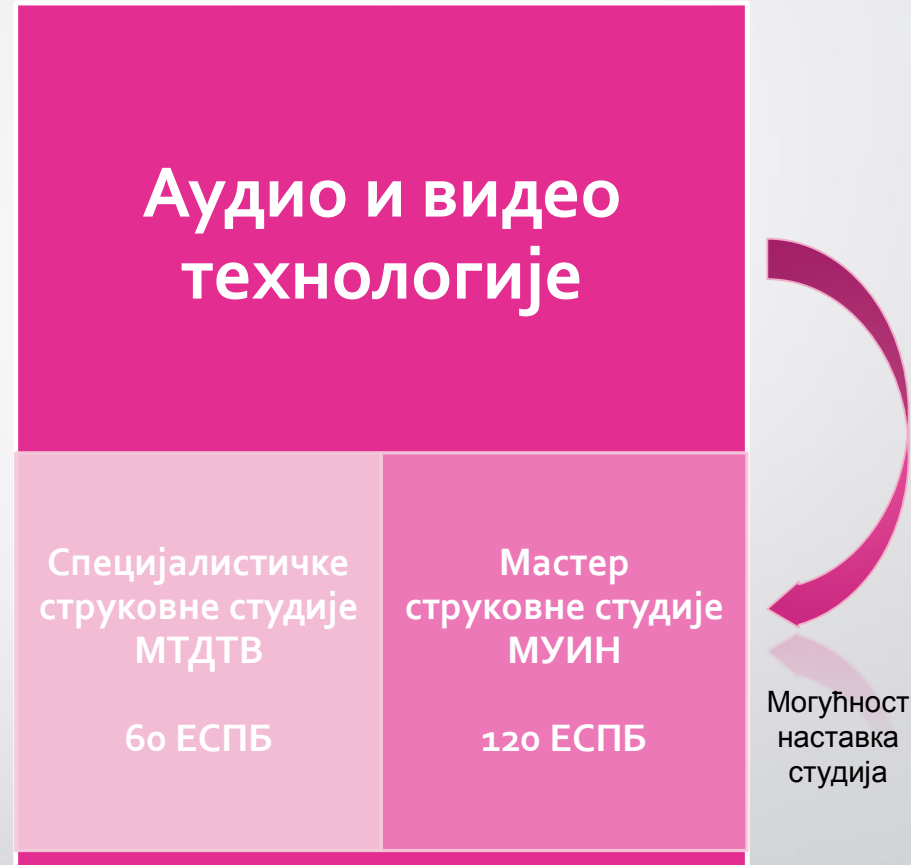 Аудио и видео
технологије
Специјалистичке
струковне студије
МТДТВ
60 ЕСПБ
Мастер
струковне студије
МУИН
120 ЕСПБ
Могућност
наставка
студија